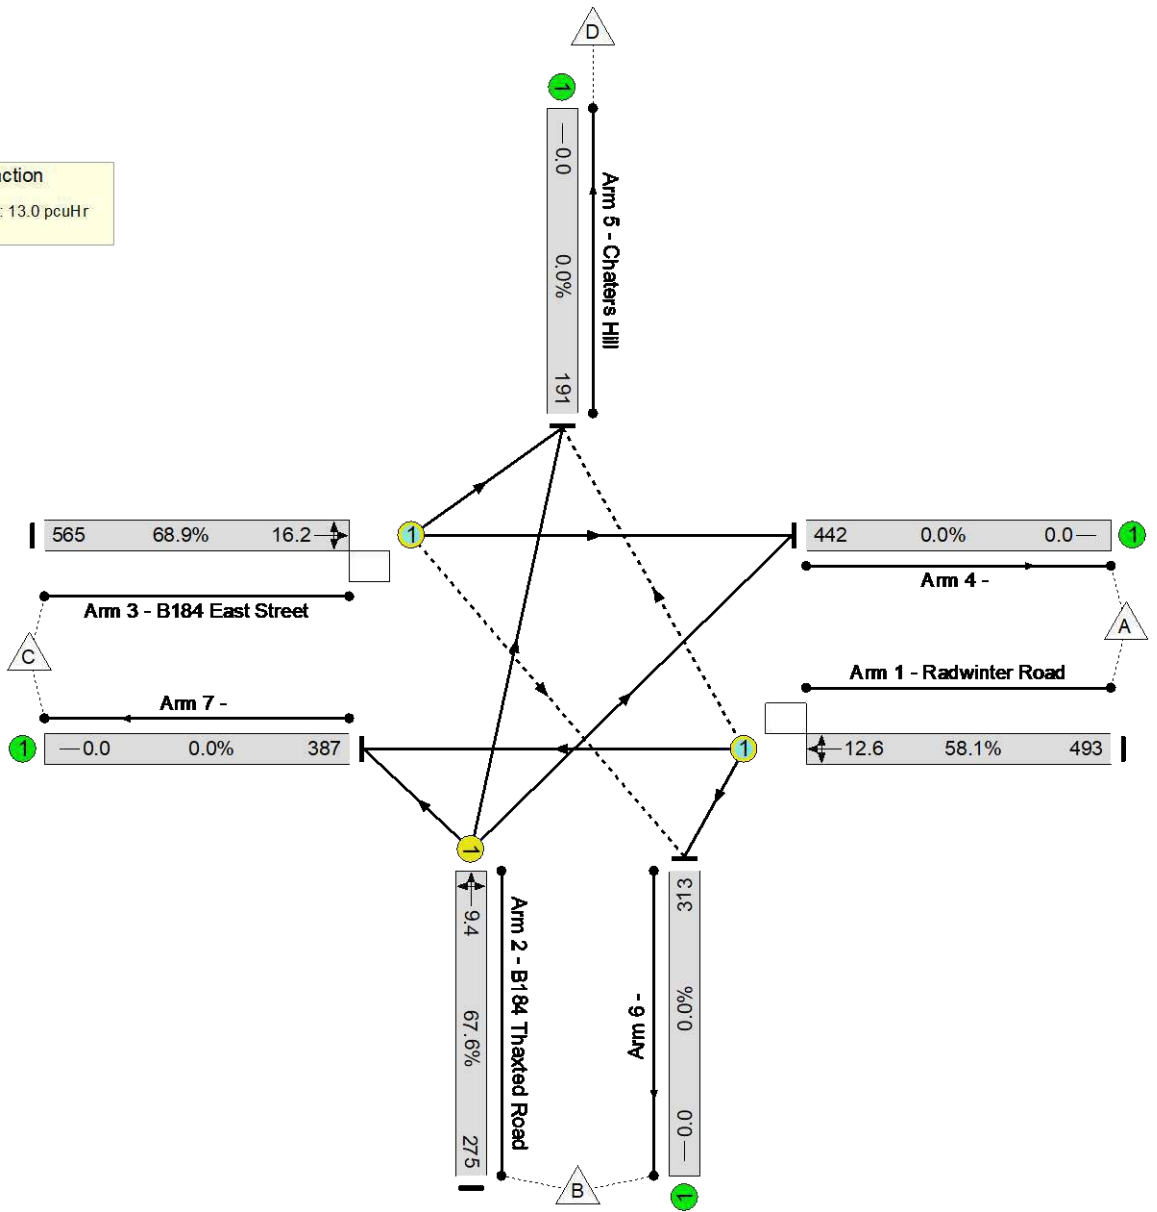 D
1
—0.0
0.0%
191
Arm 5 - Chaters Hill
: 13.0 pcuHr
565 68.9% 16.2
1
442 0.0% 0.0—
1
Arm 3 - B184 East Street
Arm 4 -
C
A
Arm 7 -
Arm 1 - Radwinter Road
1
—0.0 0.0% 387
1
12.6 58.1% 493
1
9.4
67.6%
275
Arm 2 - B184 Thaxted Road
Arm 6 -
313
0.0%
—0.0
B
1